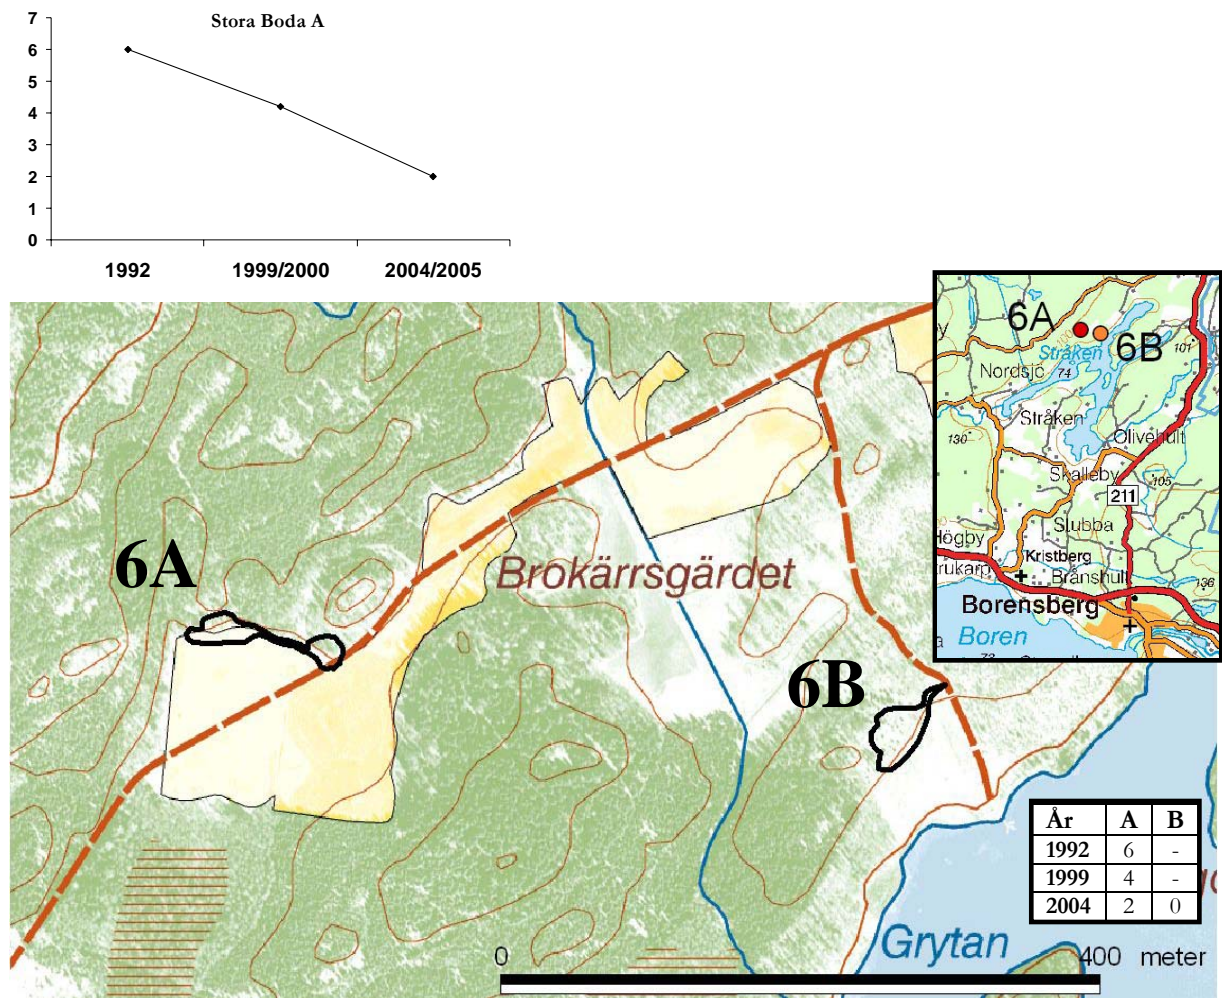 Stora Boda A
7
6
5
4
3
2
1
0
1992 1999/2000 2004/2005
6A
Brokärrsgärdet
6B
6A
6B
101
Stråken
Nordsjö 74
Stråken
130
Olivehult
Skalleby
105
211
Slubba
Högby
Kristberg
rukarp
Brånshult
136
Borensberg
Boren
73
År A B
1992 6 -
1999 4 -
2004 2 0
Grytan
0 400 meter